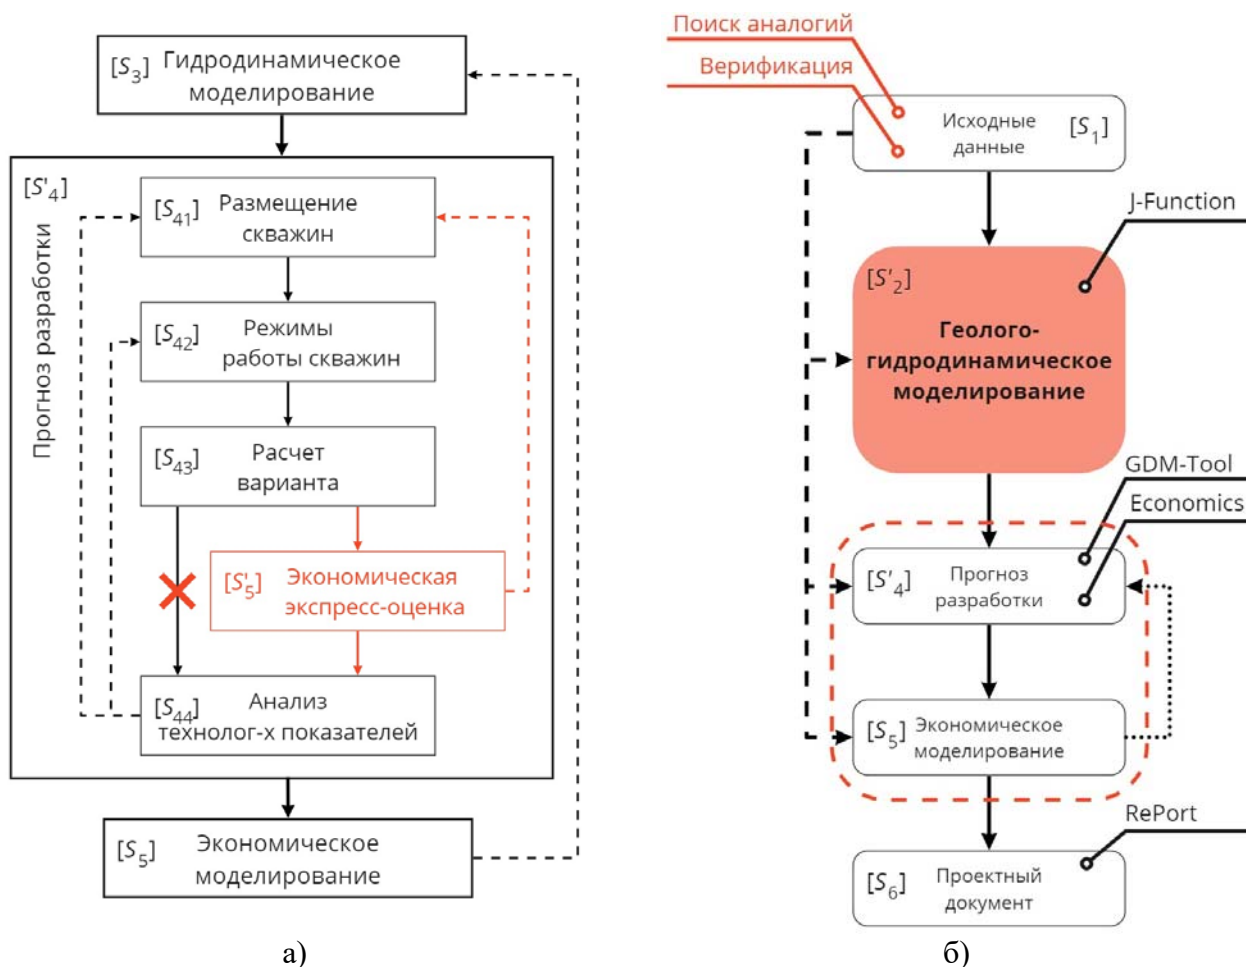 [S3] Гидродинамическое
моделирование
[S'4]
Прогноз разработки
[S41] Размещение
скважин
[S42] Режимы
работы скважин
[S43] Расчет
варианта
[S'5] Экономическая
экспресс-оценка
[S44] Анализ
технолог-х показателей
[S5] Экономическое
моделирование
а)
Поиск аналогий
Верификация
Исходные
данные
[S1]
J-Function
[S'2]
Геолого-
гидродинамическое
моделирование
GDM-Tool
Economics
[S'4] Прогноз
разработки
[S5] Экономическое
моделирование
RePort
[S6] Проектный
документ
б)